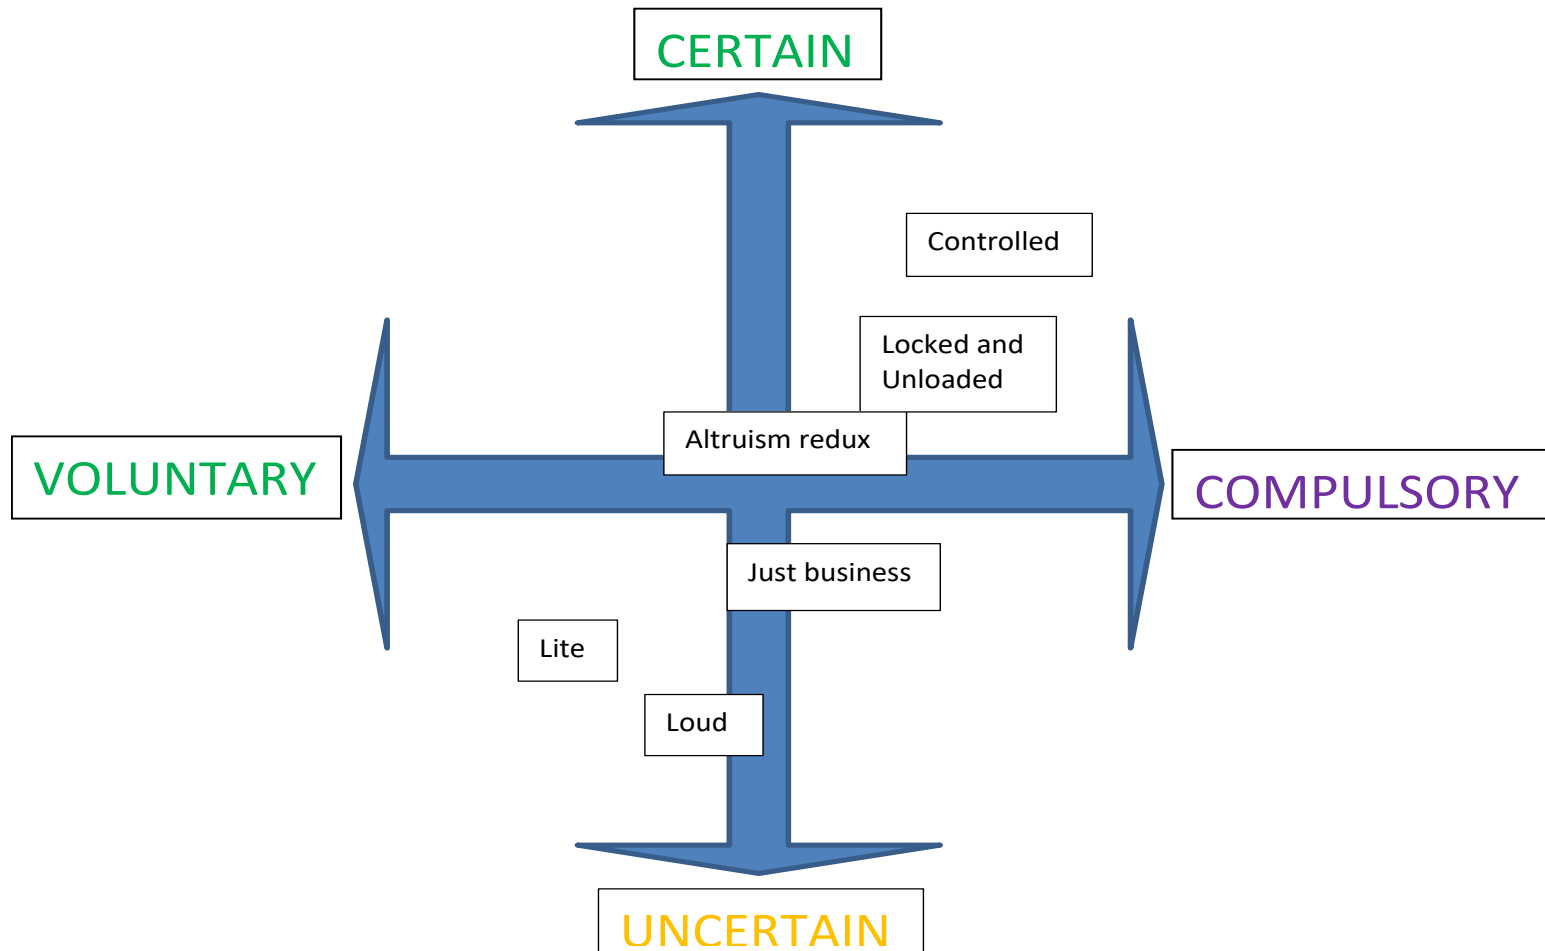 CERTAIN
Controlled
Locked and
Unloaded
Altruism redux
VOLUNTARY
COMPULSORY
Just business
Lite
Loud
UNCERTAIN